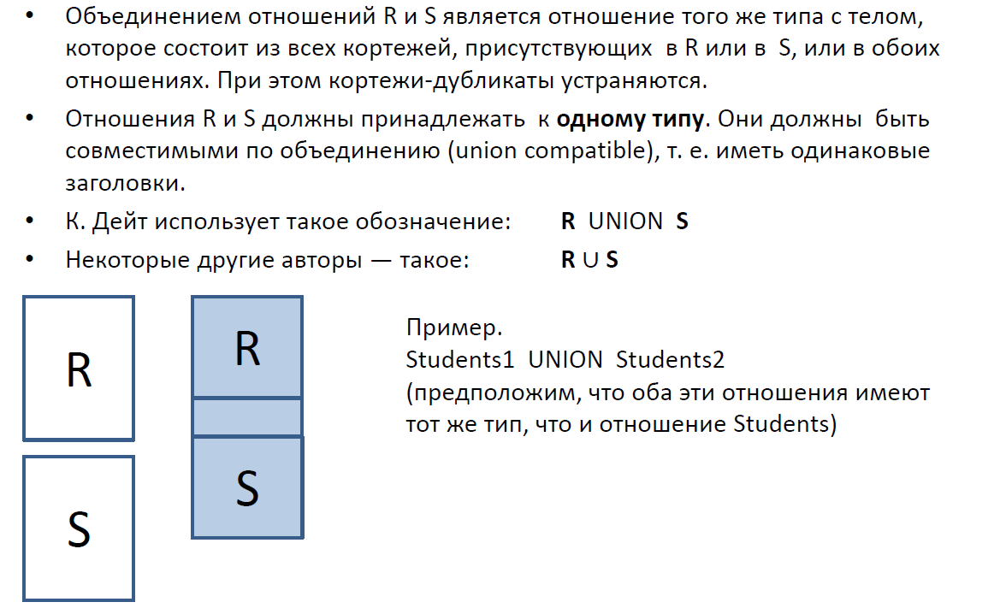 • Объединением отношений R и S является отношение того же типа с телом,
которое состоит из всех кортежей, присутствующих в R или в S, или в обоих
отношениях. При этом кортежи-дубликаты устраняются.
• Отношения R и S должны принадлежать к одному типу. Они должны быть
совместимыми по объединению (union compatible), т. е. иметь одинаковые
заголовки.
• К. Дейт использует такое обозначение: R UNION S
• Некоторые другие авторы — такое: R ∪ S
R
S
R
S
Пример.
Students1 UNION Students2
(предположим, что оба эти отношения имеют
тот же тип, что и отношение Students)